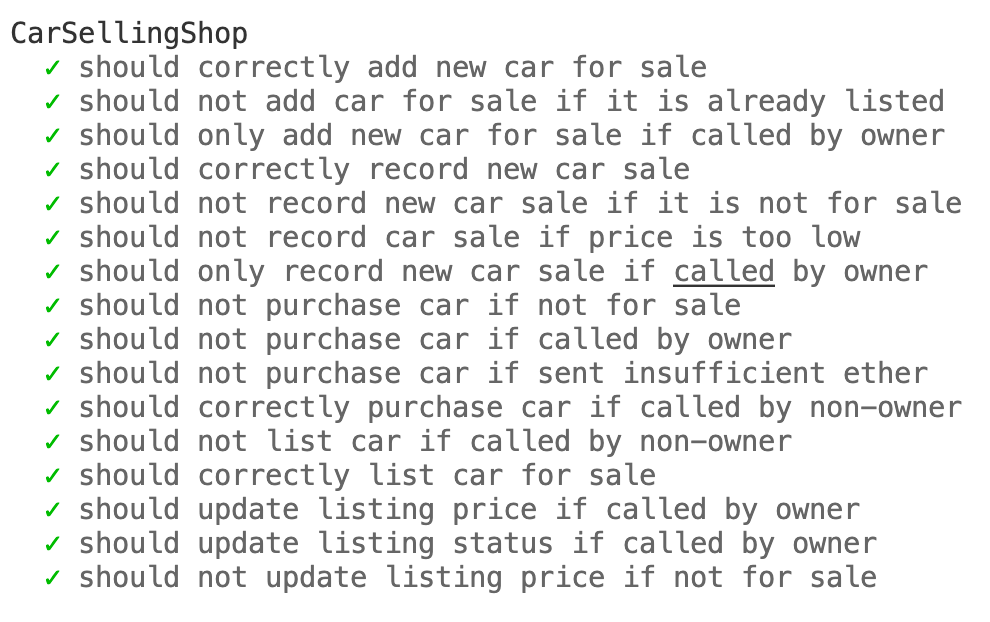 CarSellingShop
✓ should correctly add new car for sale
✓ should not add car for sale if it is already listed
✓ should only add new car for sale if called by owner
✓ should correctly record new car sale
✓ should not record new car sale if it is not for sale
✓ should not record car sale if price is too low
✓ should only record new car sale if called by owner
✓ should not purchase car if not for sale
✓ should not purchase car if called by owner
✓ should not purchase car if sent insufficient ether
✓ should correctly purchase car if called by non-owner
✓ should not list car if called by non-owner
✓ should correctly list car for sale
✓ should update listing price if called by owner
✓ should update listing status if called by owner
✓ should not update listing price if not for sale